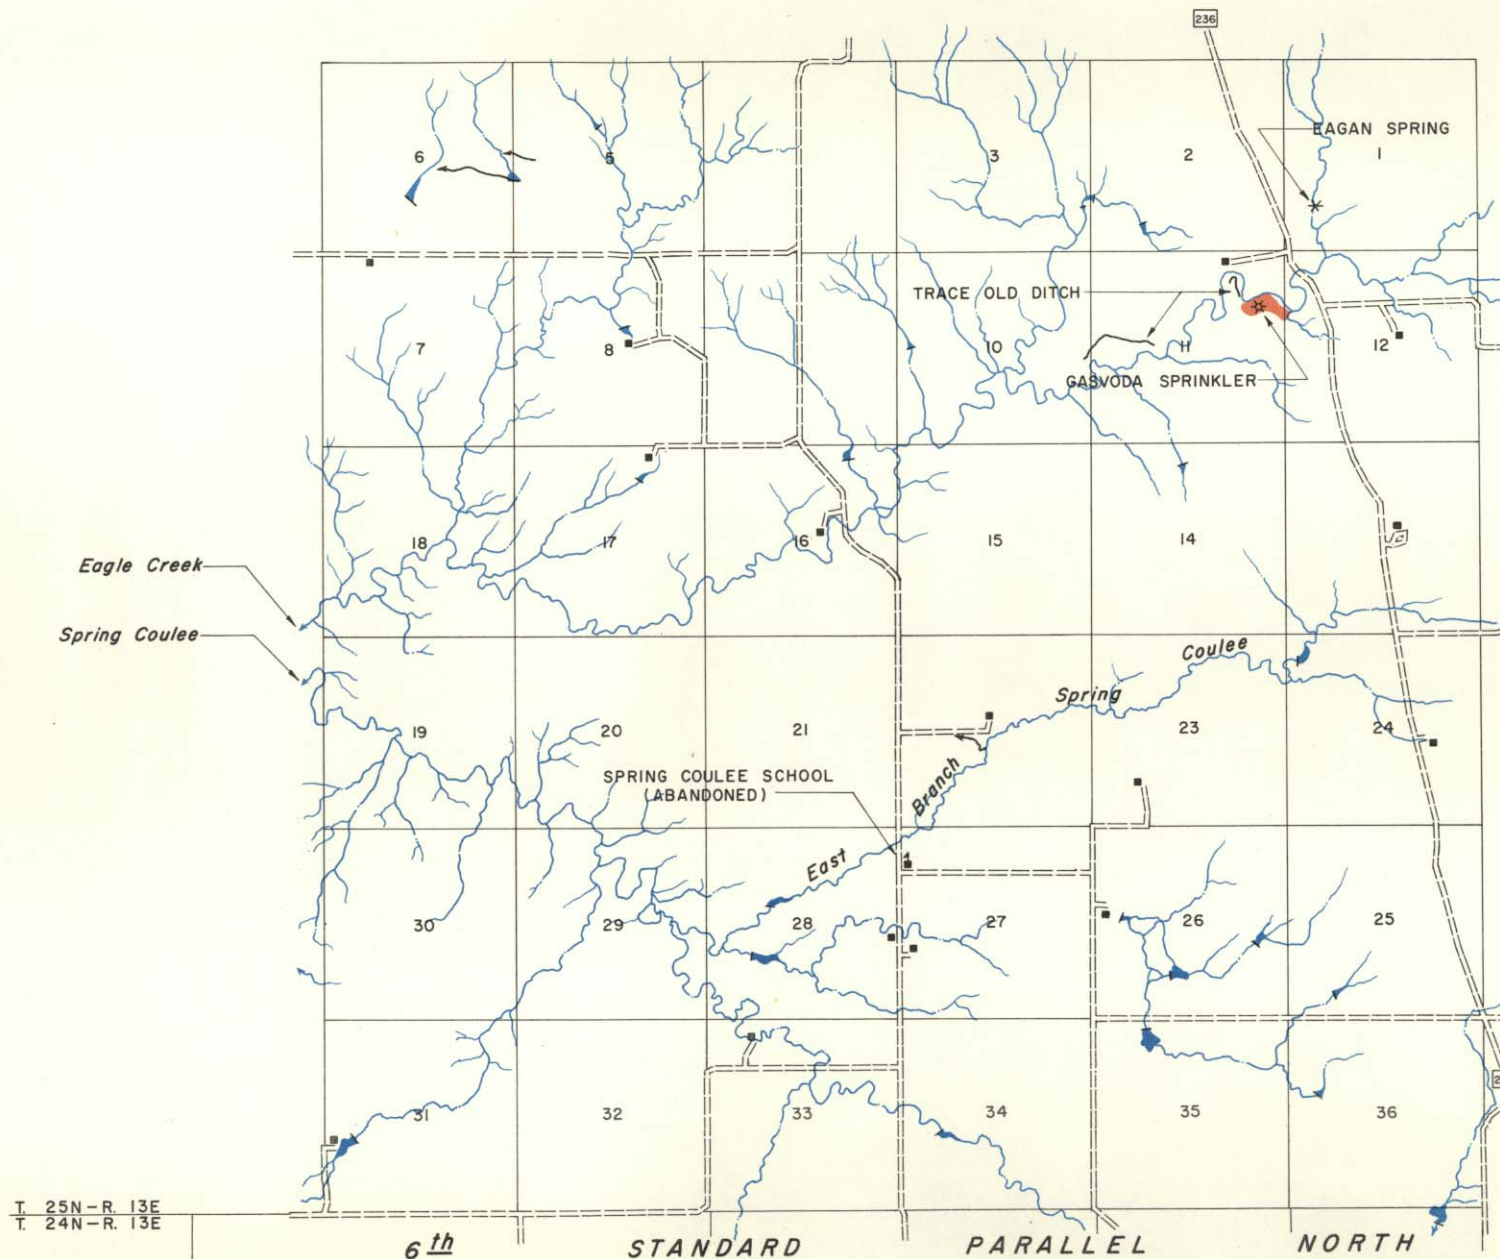 236
EAGAN SPRING
6
5
3
2
1
TRACE OLD DITCH
7
8
10
11
12
GASVODA SPRINKLER
18
17
16
15
14
Eagle Creek
Spring Coulee
Coulee
Spring
19
20
21
23
24
SPRING COULEE SCHOOL
(ABANDONED)
Branch
East
30
29
28
27
26
25
31
32
33
34
35
36
T. 25N-R. 13E
T. 24N-R. 13E
6th STANDARD PARALLEL NORTH